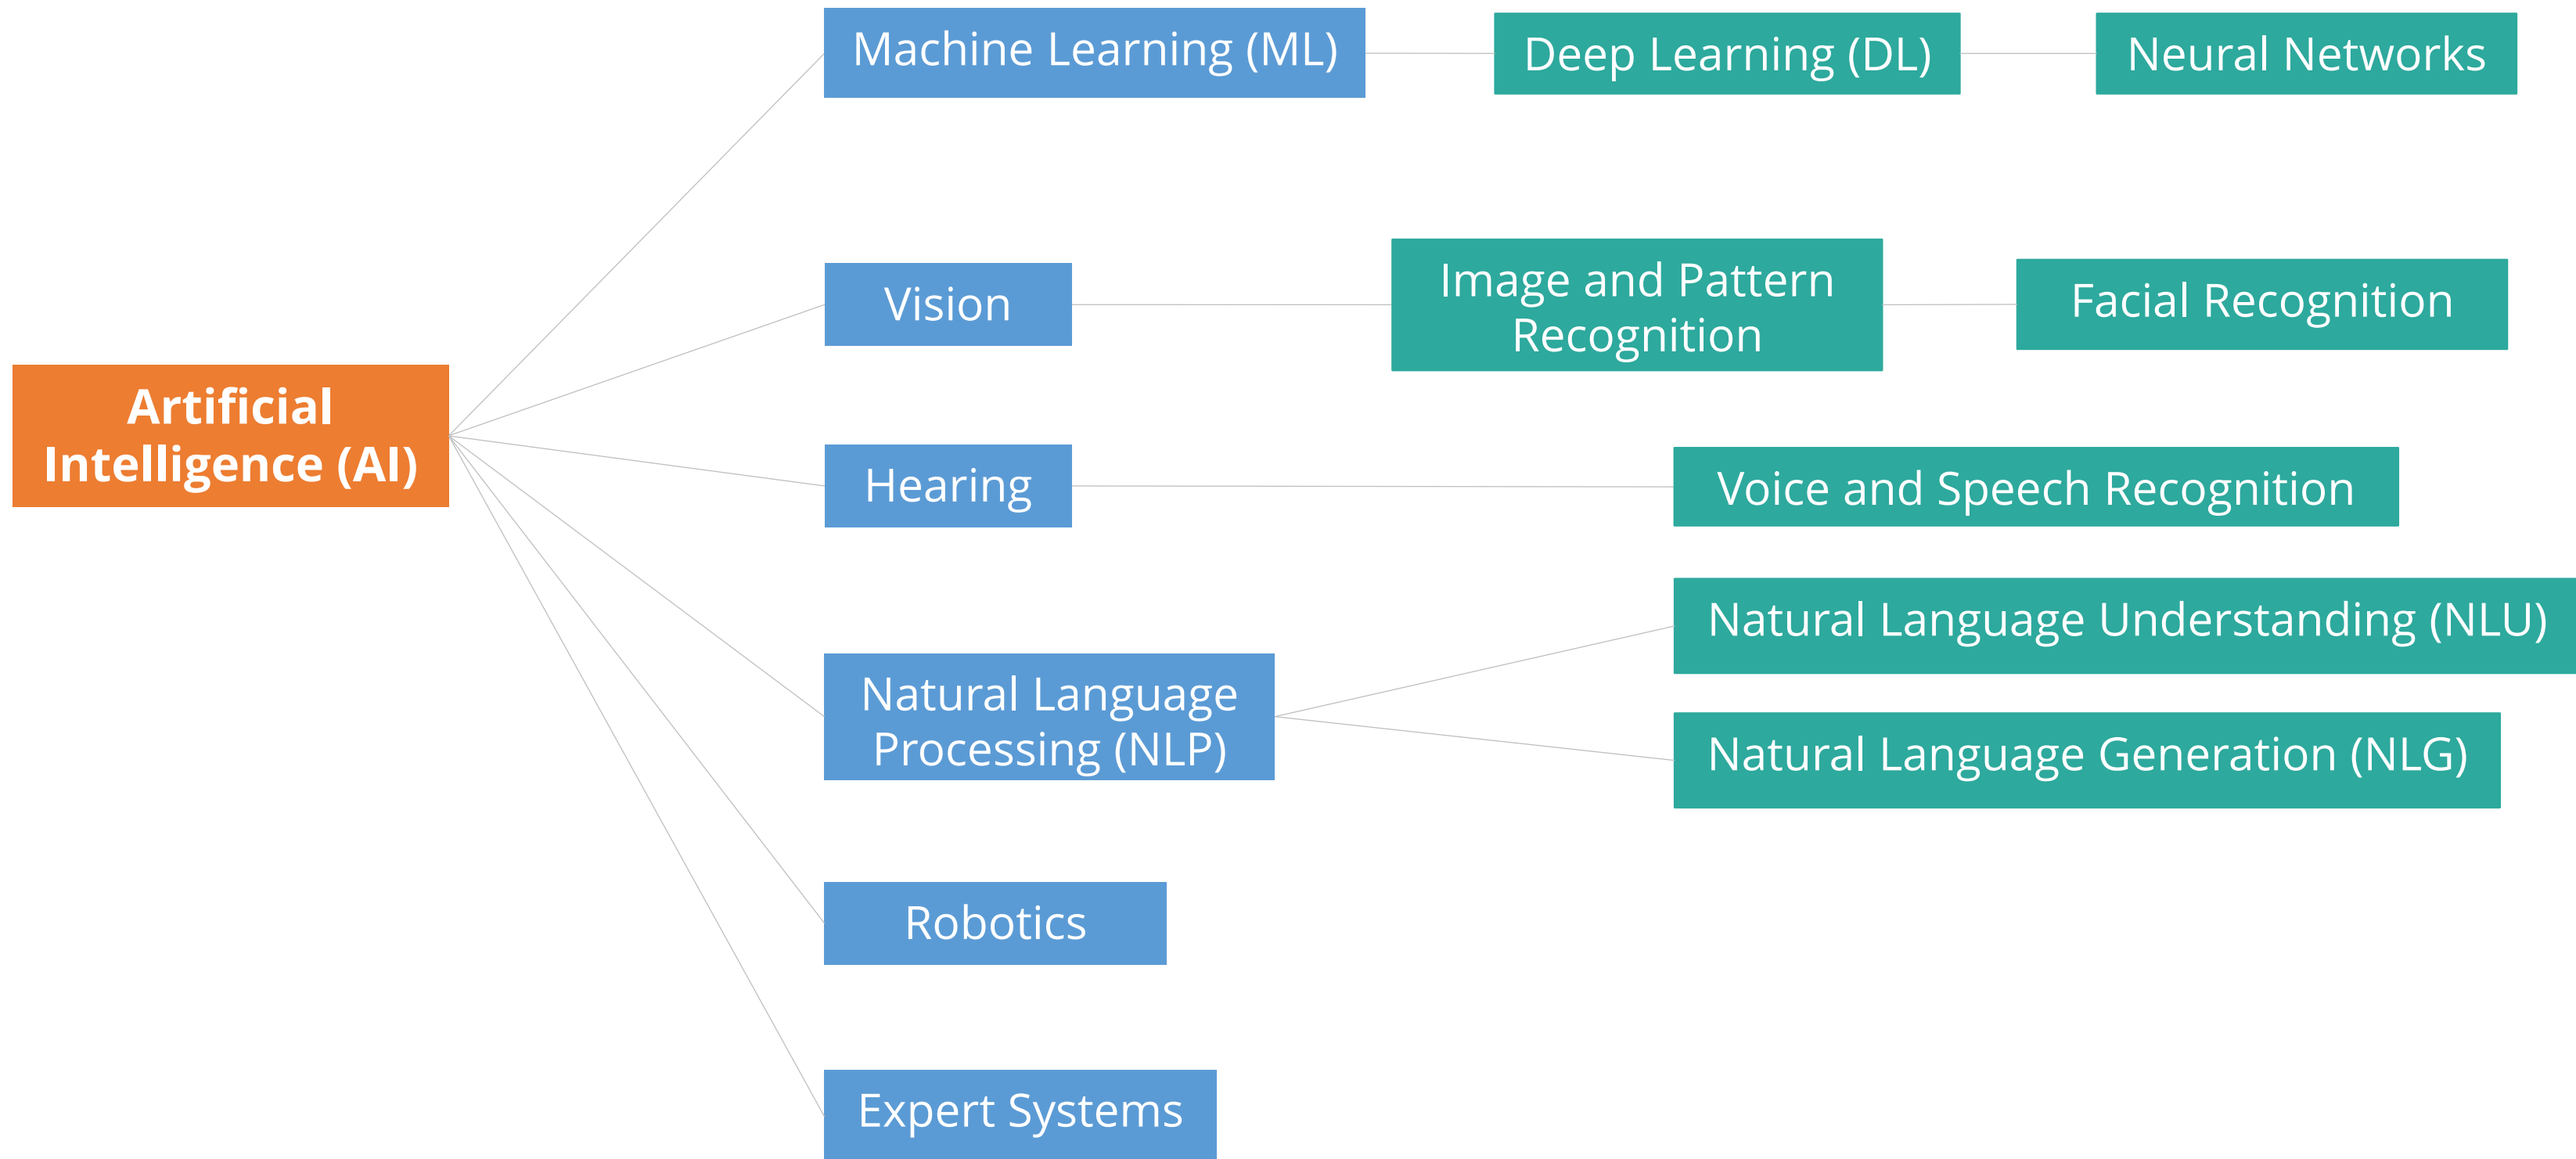 Machine Learning (ML)
Deep Learning (DL)
Neural Networks
Image and Pattern
Recognition
Vision
Facial Recognition
Artificial
Intelligence (AI)
Hearing
Voice and Speech Recognition
Natural Language Understanding (NLU)
Natural Language
Processing (NLP)
Natural Language Generation (NLG)
Robotics
Expert Systems